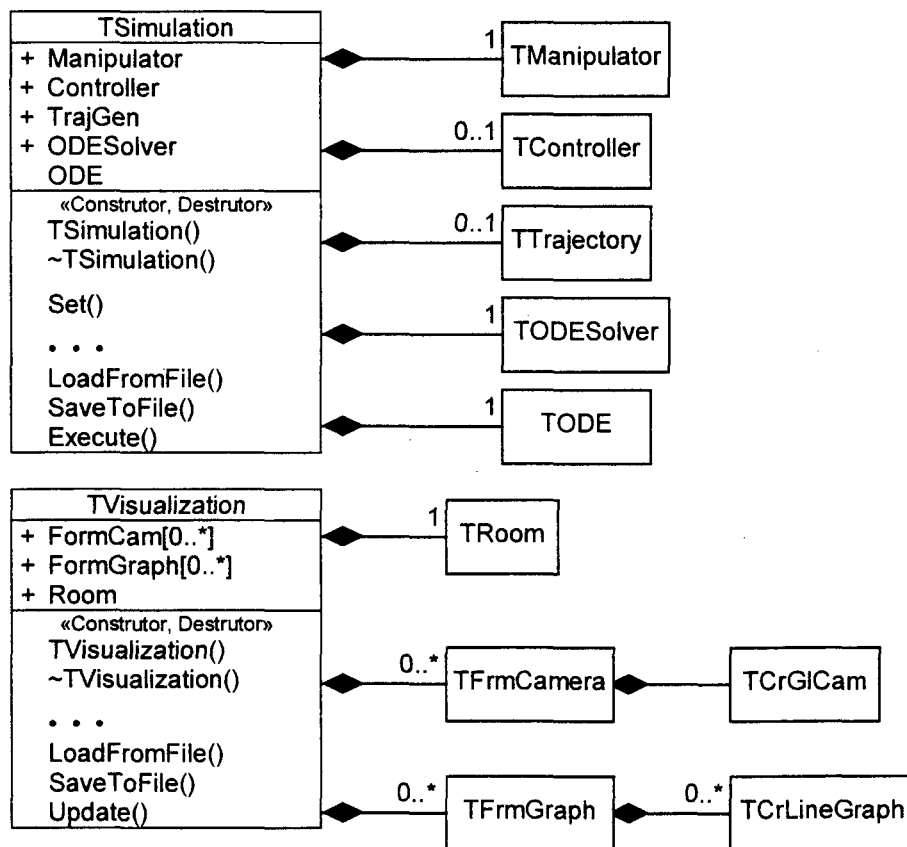 TSimulation
+ Manipulator
+ Controller
+ TrajGen
+ ODESolver
ODE
«Construtor, Destrutor»
TSimulation()
~TSimulation()
Set()
. . .
LoadFromFile()
SaveToFile()
Execute()
1
TManipulator
0..1
TController
0..1
TTrajectory
1
TODESolver
1
TODE
TVisualization
+ FormCam[0..*]
+ FormGraph[0..*]
+ Room
«Construtor, Destrutor»
TVisualization()
~TVisualization()
. . .
LoadFromFile()
SaveToFile()
Update()
1
TRoom
0..*
TFrmCamera
TCrGlCam
0..*
TFrmGraph
0..*
TCrLineGraph